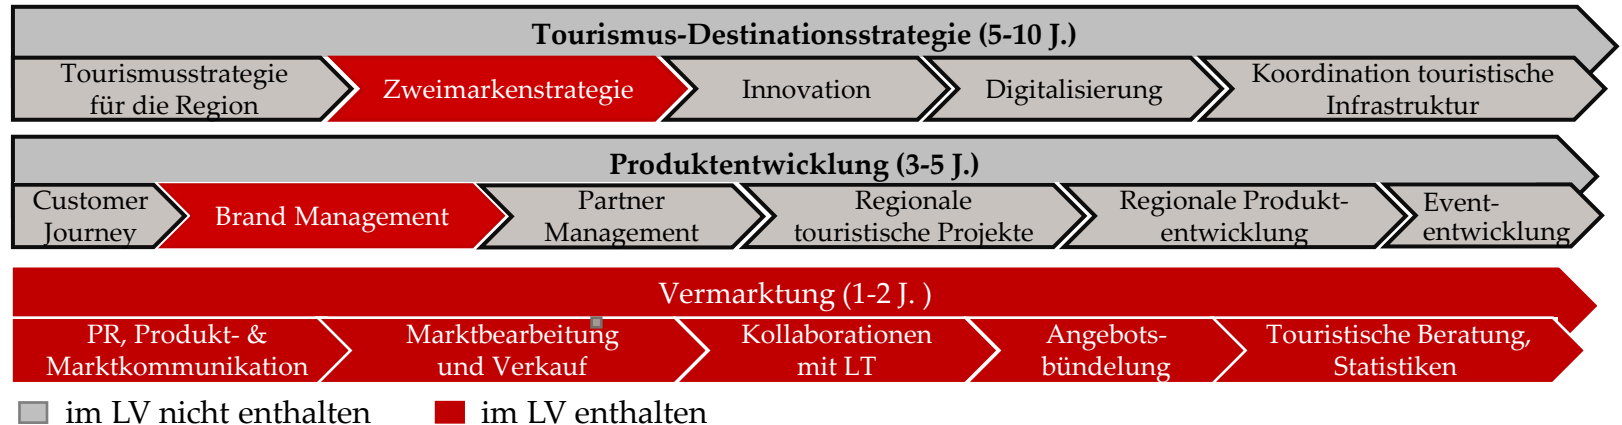 Tourismus-Destinationsstrategie (5-10 J.)
Tourismusstrategie
für die Region
Zweimarkenstrategie
Innovation
Digitalisierung
Koordination touristische
Infrastruktur
Produktentwicklung (3-5 J.)
Customer
Journey
Brand Management
Partner
Management
Regionale
touristische Projekte
Regionale Produkt-
entwicklung
Event-
entwicklung
Vermarktung (1-2 J. )
PR, Produkt- &
Marktkommunikation
Marktbearbeitung
und Verkauf
Kollaborationen
mit LT
Angebots-
bündelung
Touristische Beratung,
Statistiken
im LV nicht enthalten
im LV enthalten